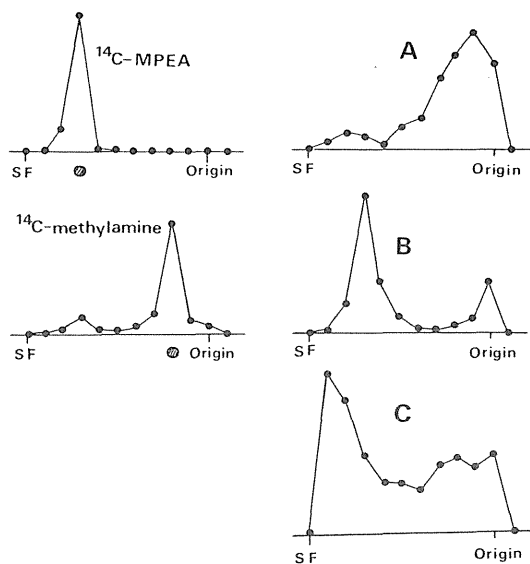 ¹⁴C-MPEA
SF
Origin
A
SF
Origin
¹⁴C-methylamine
SF
Origin
B
SF
Origin
C
SF
Origin